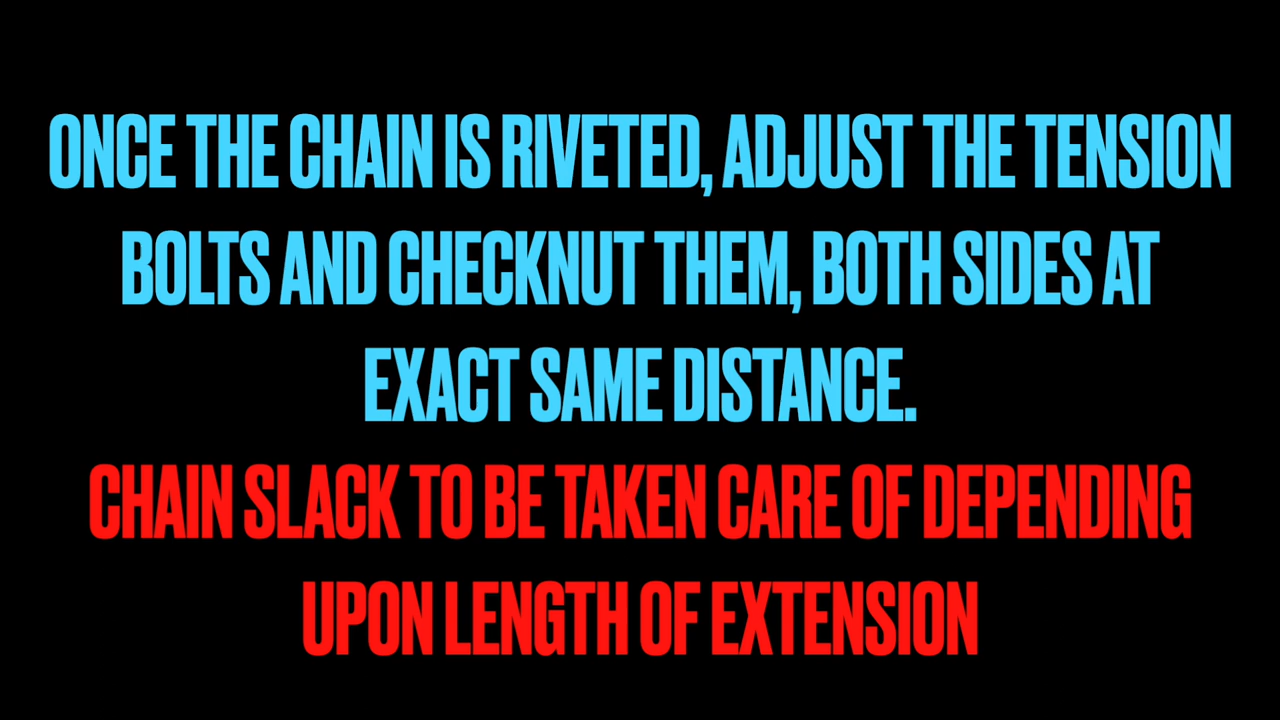 ONCE THE CHAIN IS RIVETED, ADJUST THE TENSION
BOLTS AND CHECKNUT THEM, BOTH SIDES AT
EXACT SAME DISTANCE.
CHAIN SLACK TO BE TAKEN CARE OF DEPENDING
UPON LENGTH OF EXTENSION